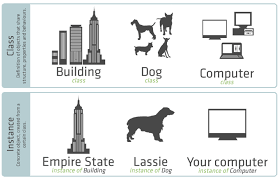 Class
Definition of objects that share
structure, properties and behaviours.
Building
class
Dog
class
Computer
class
Instance
Concrete object, created from a
certain class.
Empire State
Instance of Building
Lassie
Instance of Dog
Your computer
Instance of Computer